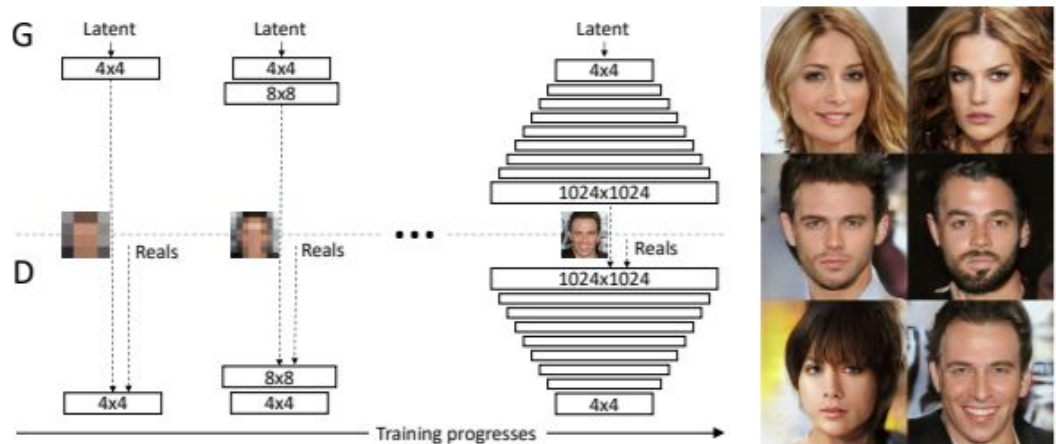 G
Latent
Latent
Latent
4x4
4x4
4x4
8x8
1024x1024
Reals
Reals
Reals
D
1024x1024
8x8
4x4
4x4
4x4
Training progresses